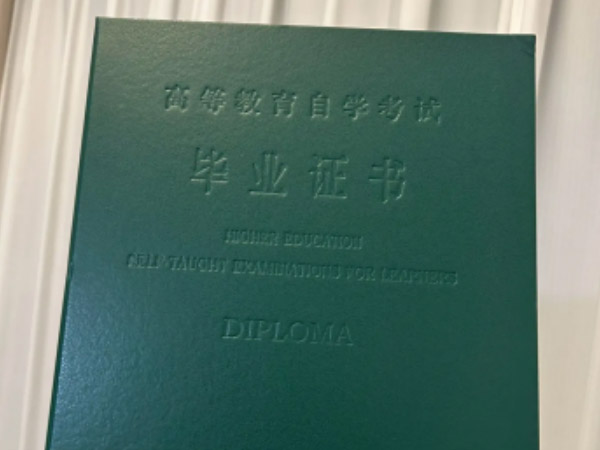 高等教育自学考试
毕业证书
HIGHER EDUCATION
SELF-TAUGHT EXAMINATIONS FOR LEARNERS
DIPLOMA